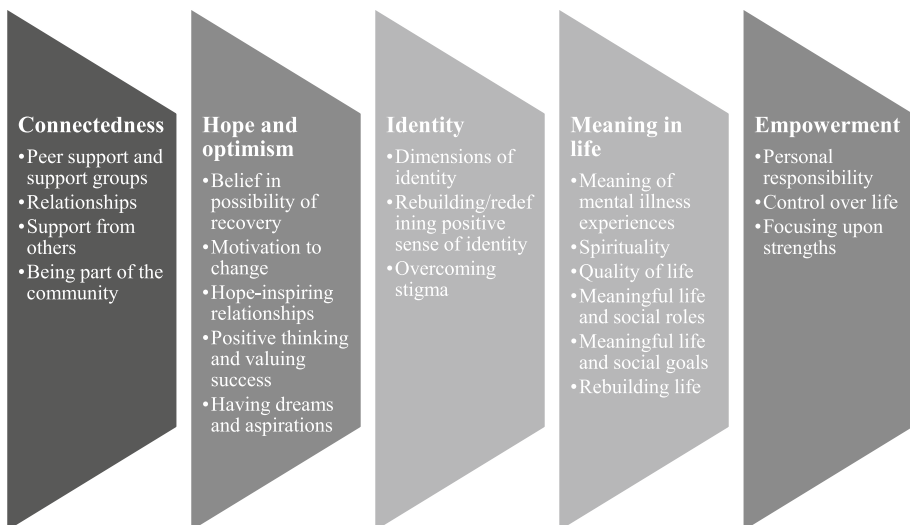 Connectedness
•Peer support and
support groups
•Relationships
•Support from
others
•Being part of the
community
Hope and
optimism
•Belief in
possibility of
recovery
•Motivation to
change
•Hope-inspiring
relationships
•Positive thinking
and valuing
success
•Having dreams
and aspirations
Identity
•Dimensions of
identity
•Rebuilding/redef
ining positive
sense of identity
•Overcoming
stigma
Meaning in
life
•Meaning of
mental illness
experiences
•Spirituality
•Quality of life
•Meaningful life
and social roles
•Meaningful life
and social goals
•Rebuilding life
Empowerment
•Personal
responsibility
•Control over life
•Focusing upon
strengths